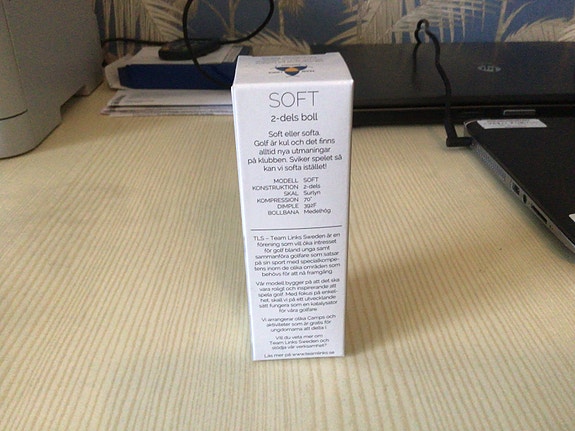 SOFT
2-dels boll
Soft eller softa.
Golf är kul och det finns
alltid nya utmaningar
på klubben. Sviker spelet så
kan vi softa istället!
MODELL SOFT
KONSTRUKTION 2-dels
SKAL Surlyn
KOMPRESSION 70°
DIMPLE 392F
BOLLBANA Medelhög
TLS – Team Links Sweden är en
förening som vill öka intresset
för golf bland unga samt
sammanföra golfare som satsar
på sin sport med specialkompe-
tens inom de olika områden som
behövs för att nå framgång
Vår modell bygger på att det ska
vara roligt och inspirerande att
spela golf. Med fokus på enkel-
het, skall vi på ett utvecklande
sätt fungera som en katalysator
för våra golfare
Vi arrangerar olika Camps och
aktiviteter som är gratis för
ungdomarna att delta i
Vill du veta mer om
Team Links Sweden och
stödja vår verksamhet?
Läs mer på www.teamlinks.se